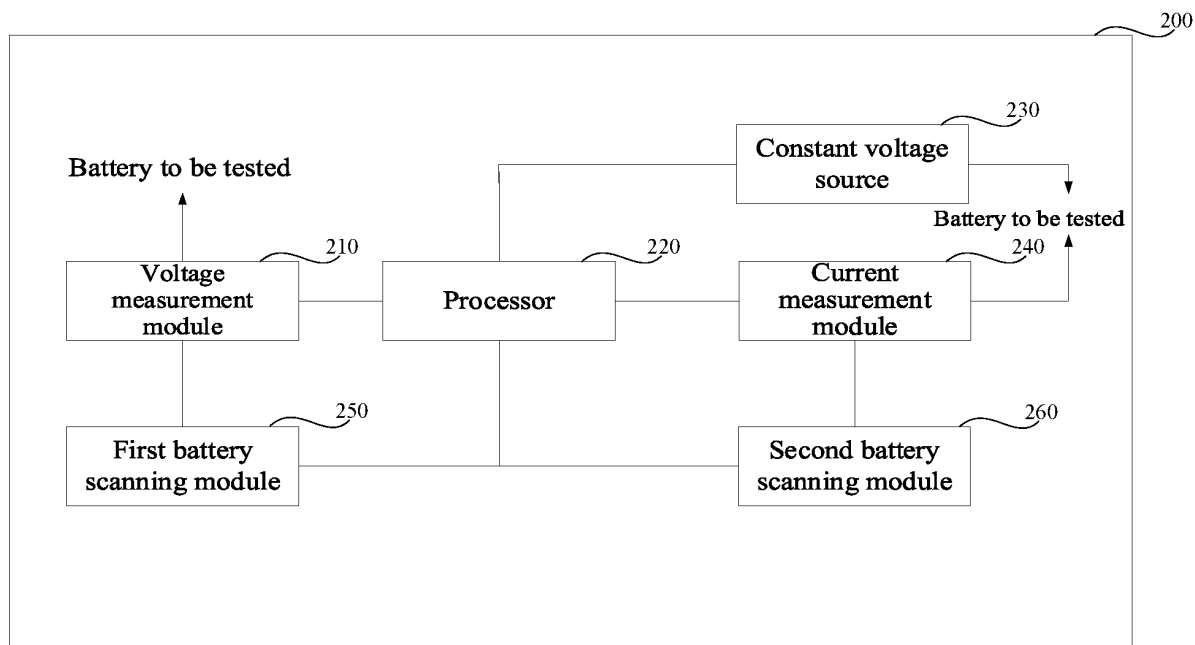 200
230
Constant voltage
source
Battery to be tested
Battery to be tested
210
220
240
Voltage
measurement
module
Processor
Current
measurement
module
250
260
First battery
scanning module
Second battery
scanning module